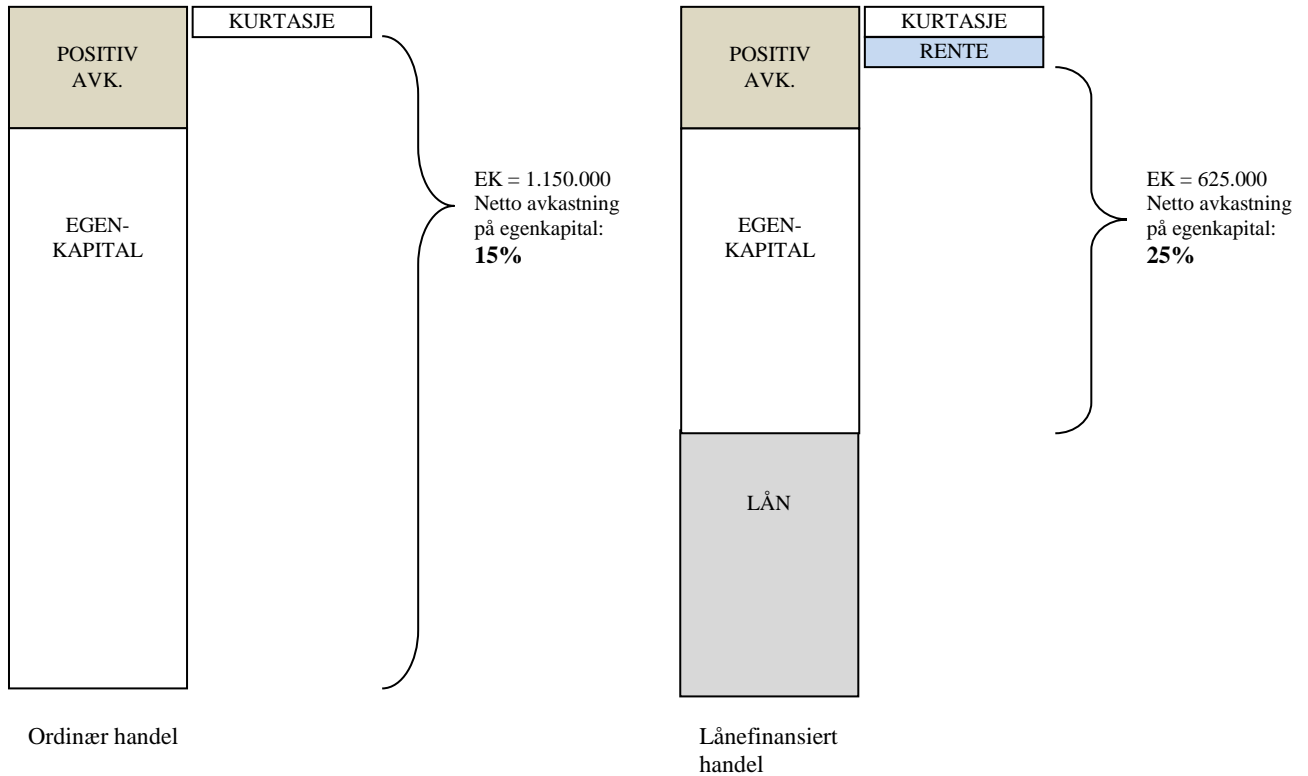 KURTASJE
POSITIV
AVK.
EGEN-
KAPITAL
EK = 1.150.000
Netto avkastning
på egenkapital:
15%
Ordinær handel
KURTASJE
RENTE
POSITIV
AVK.
EGEN-
KAPITAL
LÅN
EK = 625.000
Netto avkastning
på egenkapital:
25%
Lånefinansiert
handel